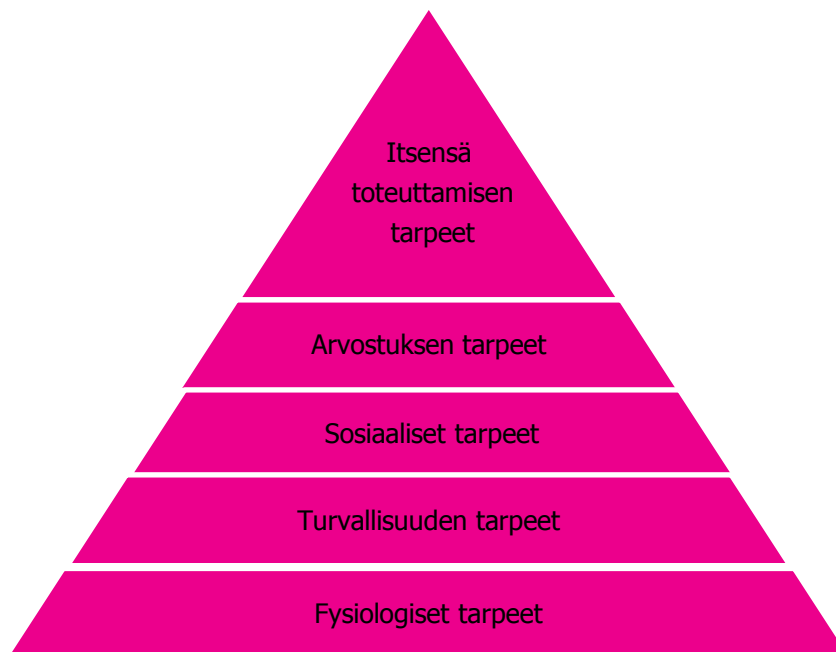 Itsensä
toteuttamisen
tarpeet
Arvostuksen tarpeet
Sosiaaliset tarpeet
Turvallisuuden tarpeet
Fysiologiset tarpeet